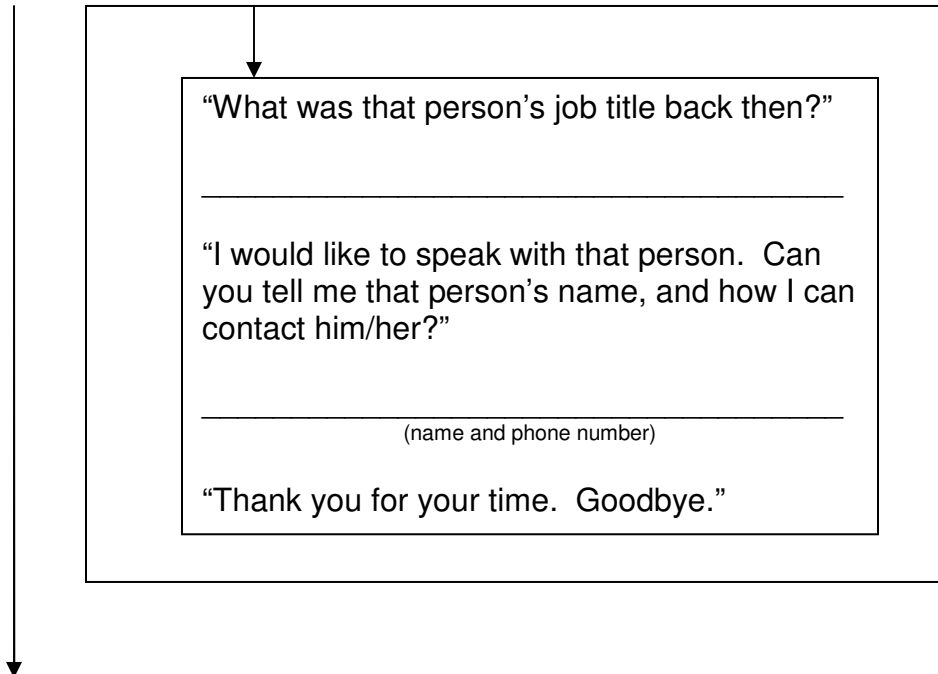 “What was that person’s job title back then?”
_____________________________________
“I would like to speak with that person.  Can
you tell me that person’s name, and how I can
contact him/her?”
_____________________________________
(name and phone number)
“Thank you for your time.  Goodbye.”